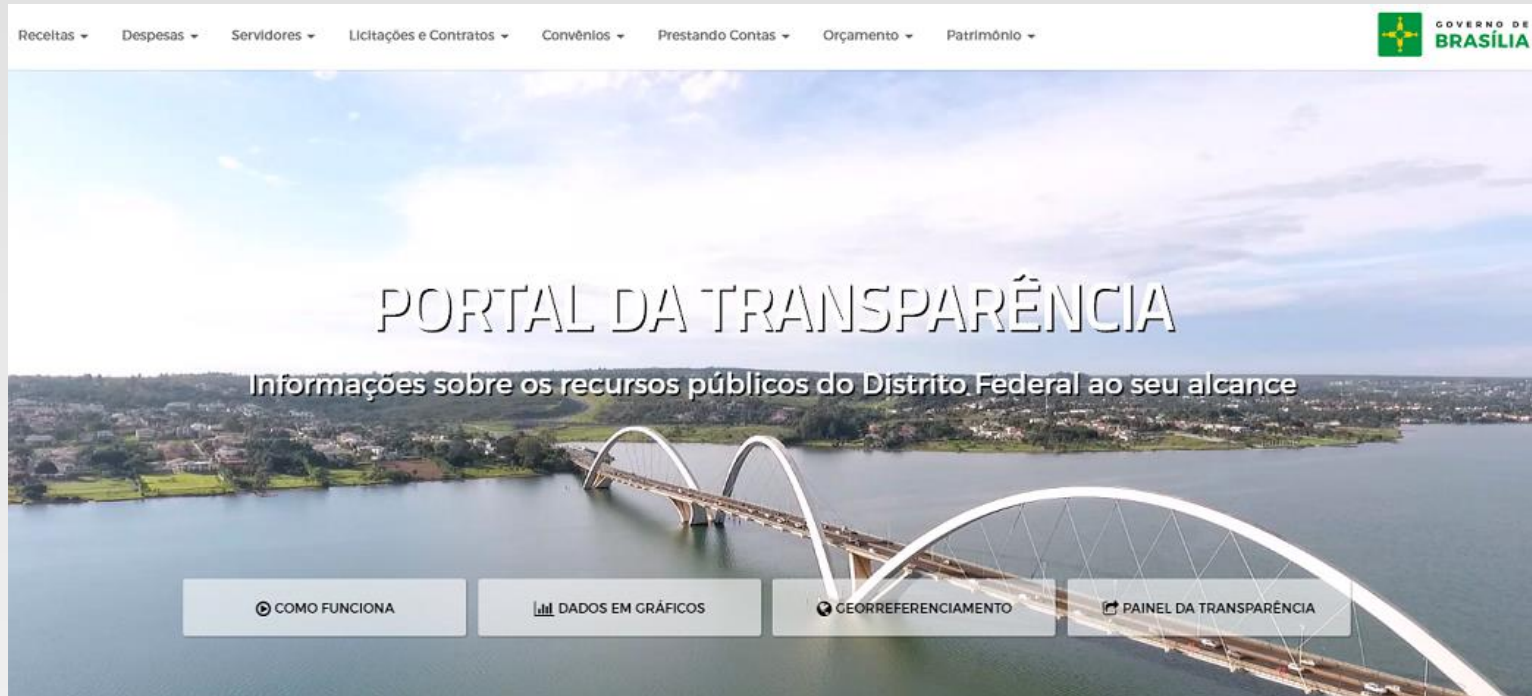 Receitas
Despesas
Servidores
Licitações e Contratos
Convênios
Prestando Contas
Orçamento
Patrimônio
GOVERNO DE
BRASÍLIA
PORTAL DA TRANSPARÊNCIA
Informações sobre os recursos públicos do Distrito Federal ao seu alcance
COMO FUNCIONA
DADOS EM GRÁFICOS
GEORREFERENCIAMENTO
PAINEL DA TRANSPARÊNCIA